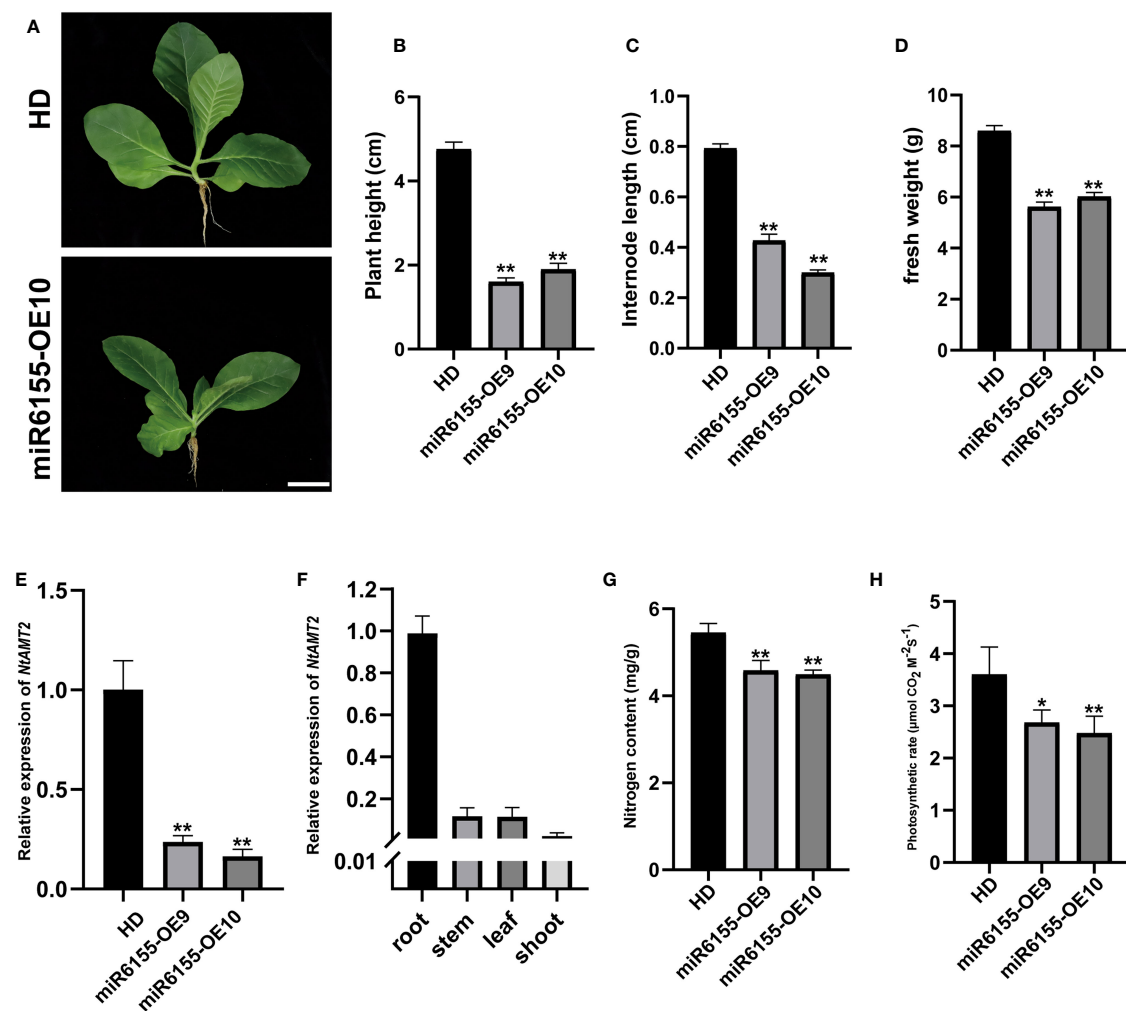 A
HD
miR6155-OE10
B
Plant height (cm)
6
4
2
0
HD
miR6155-OE9
miR6155-OE10
**
**
C
Internode length (cm)
1.0
0.8
0.6
0.4
0.2
0.0
HD
miR6155-OE9
miR6155-OE10
**
**
D
fresh weight (g)
10
8
6
4
2
0
HD
miR6155-OE9
miR6155-OE10
**
**
E
Relative expression of NtAMT2
1.5
1.0
0.5
0.0
HD
miR6155-OE9
miR6155-OE10
**
**
F
Relative expression of NtAMT2
1.2
1.0
0.8
0.6
0.4
0.2
0.01
root
stem
leaf
shoot
G
Nitrogen content (mg/g)
6
4
2
0
HD
miR6155-OE9
miR6155-OE10
**
**
H
Photosynthetic rate (μmol CO2 M-2S-1)
5
4
3
2
1
0
HD
miR6155-OE9
miR6155-OE10
*
**